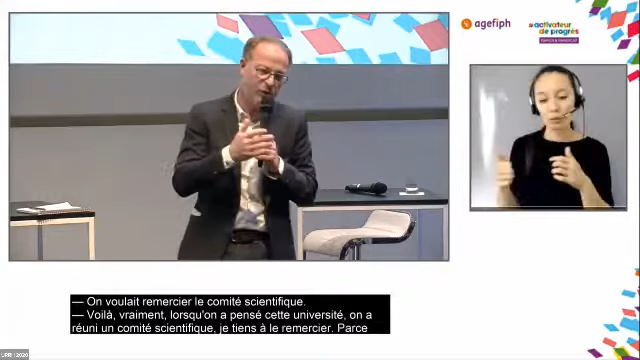 agefiph
#activateur
de progrès
— On voulait remercier le comité scientifique.
— Voilà, vraiment, lorsqu'on a pensé cette université, on a
réuni un comité scientifique, je tiens à le remercier. Parce